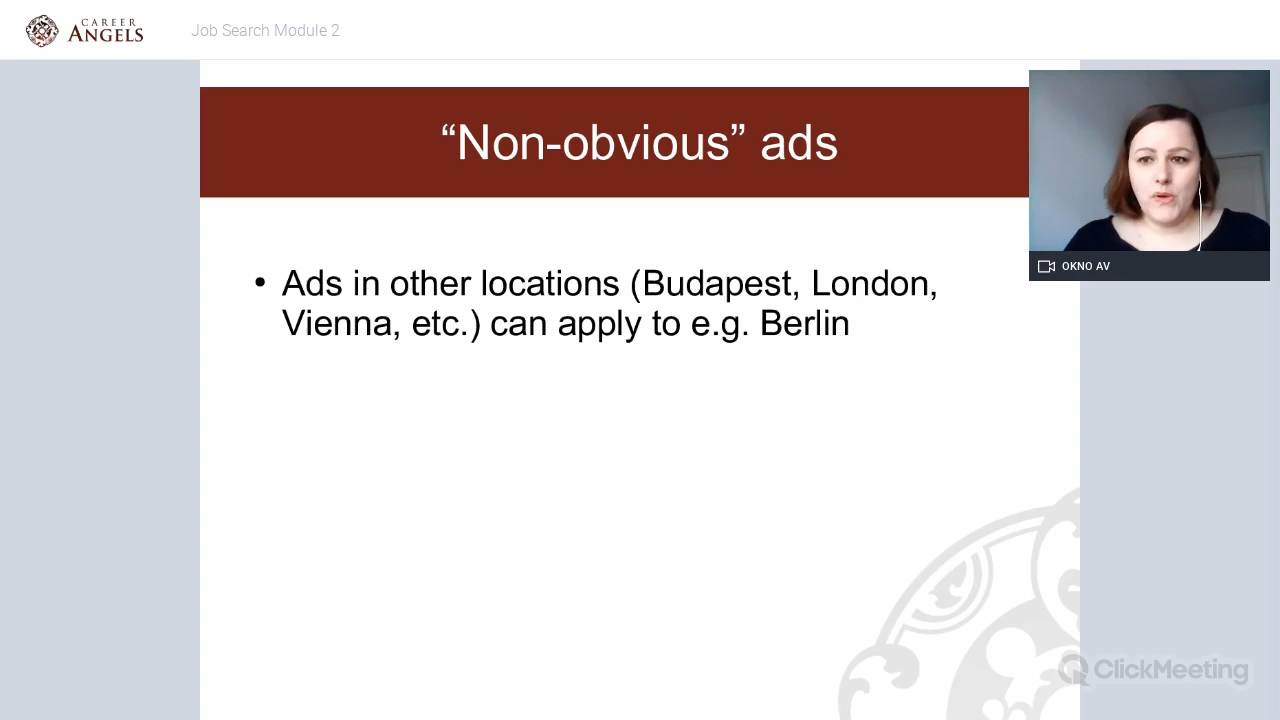 CAREER
ANGELS
Job Search Module 2
“Non-obvious” ads
• Ads in other locations (Budapest, London,
Vienna, etc.) can apply to e.g. Berlin
OKNO AV
ClickMeeting